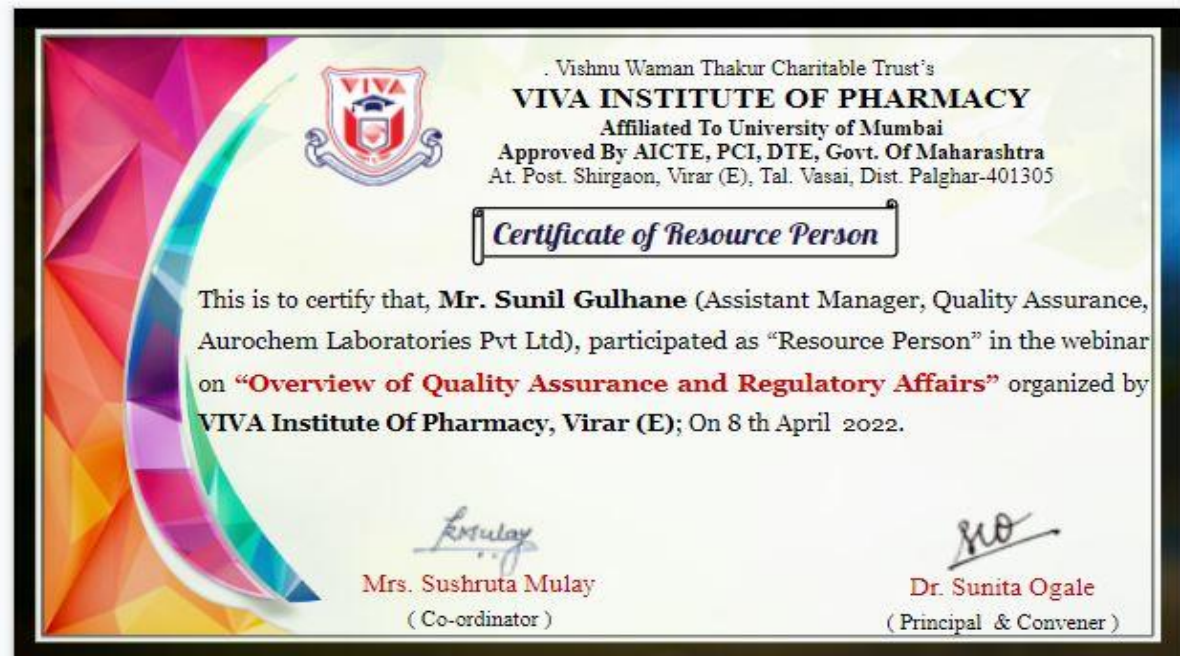 . Vishnu Waman Thakur Charitable Trust's
VIVA
VIVA INSTITUTE OF PHARMACY
Affiliated To University of Mumbai
Approved By AICTE, PCI, DTE, Govt. Of Maharashtra
At. Post. Shirgaon, Virar (E), Tal. Vasai, Dist. Palghar-401305
Certificate of Resource Person
This is to certify that, Mr. Sunil Gulhane (Assistant Manager, Quality Assurance,
Aurochem Laboratories Pvt Ltd), participated as “Resource Person” in the webinar
on “Overview of Quality Assurance and Regulatory Affairs” organized by
VIVA Institute Of Pharmacy, Virar (E); On 8 th April 2022.
Mrs. Sushruta Mulay
( Co-ordinator )
Dr. Sunita Ogale
( Principal & Convener )